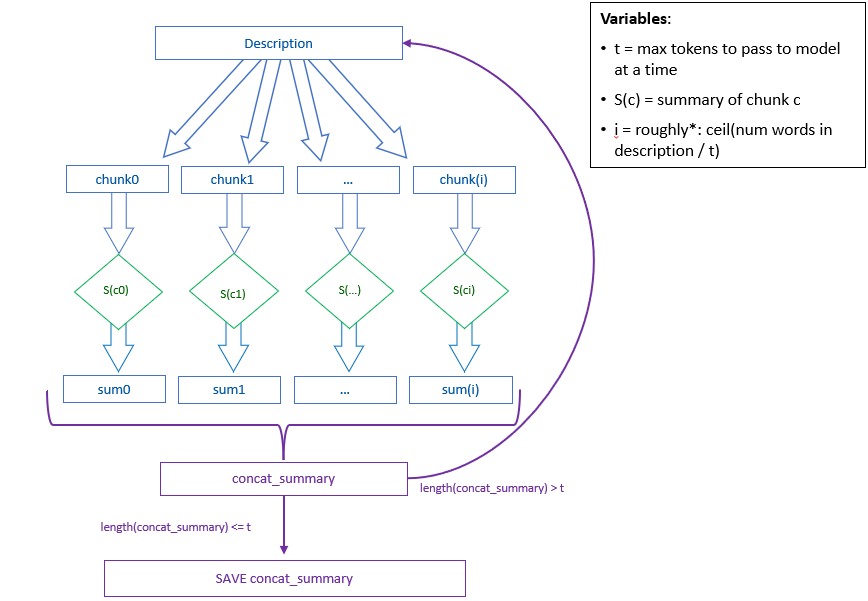 Description
Variables:
• t = max tokens to pass to model
at a time
• S(c) = summary of chunk c
• i = roughly*: ceil(num words in
description / t)
chunk0
chunk1
...
chunk(i)
S(c0)
S(c1)
S(...)
S(ci)
sum0
sum1
...
sum(i)
concat_summary
length(concat_summary) > t
length(concat_summary) <= t
SAVE concat_summary